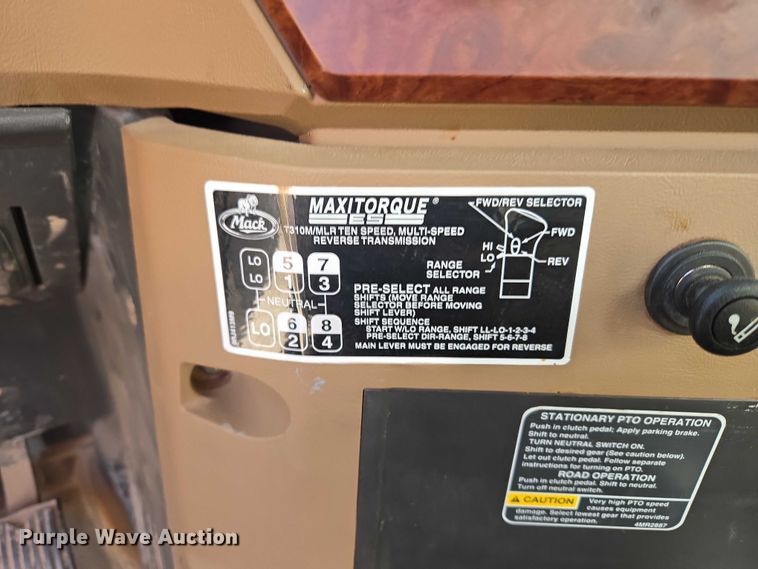 Mack
MAXITORQUE®
ES
T310M/MLR TEN SPEED, MULTI-SPEED
REVERSE TRANSMISSION
FWD/REV SELECTOR
FWD
HI
LO
REV
RANGE
SELECTOR
LO 5 7
LO 1 3
NEUTRAL
LO 6 8
2 4
PRE-SELECT ALL RANGE
SHIFTS (MOVE RANGE
SELECTOR BEFORE MOVING
SHIFT LEVER)
SHIFT SEQUENCE
START W/LO RANGE, SHIFT LL-LO-1-2-3-4
PRE-SELECT DIR-RANGE, SHIFT 5-6-7-8
MAIN LEVER MUST BE ENGAGED FOR REVERSE
STATIONARY PTO OPERATION
Push in clutch pedal; Apply parking brake.
Shift to neutral.
TURN NEUTRAL SWITCH ON.
Shift to desired gear (See caution below).
Let out clutch pedal. Follow separate
instructions for turning on PTO.
ROAD OPERATION
Push in clutch pedal. Shift to neutral.
Turn off neutral switch.
CAUTION Very high PTO speed
causes equipment
damage. Select lowest gear that provides
satisfactory operation.
4MR2887
Purple Wave Auction